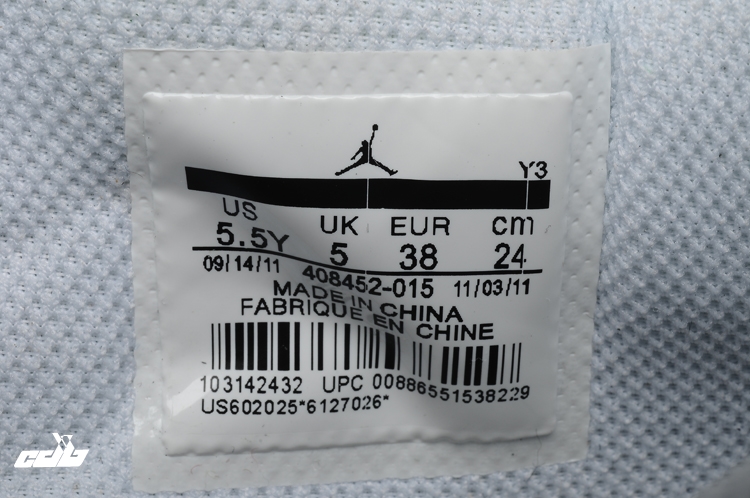 Y3
US UK EUR cm
5.5Y 5 38 24
09/14/11 408452-015 11/03/11
MADE IN CHINA
FABRIQUE EN CHINE
103142432 UPC 00886551538229
US602025*6127026*
cdb